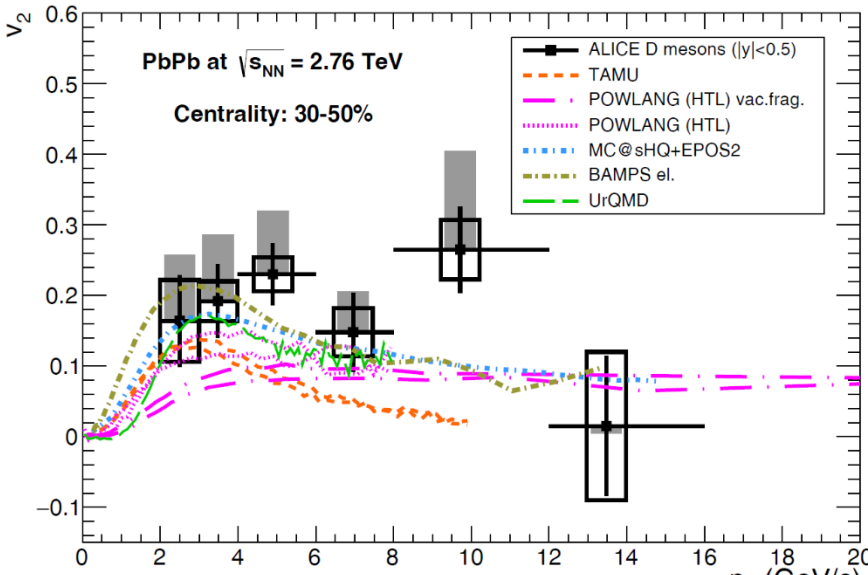 v2
0.6
0.5
0.4
0.3
0.2
0.1
0
−0.1
PbPb at √sNN = 2.76 TeV
Centrality: 30-50%
ALICE D mesons (|y|<0.5)
TAMU
POWLANG (HTL) vac.frag.
POWLANG (HTL)
MC@sHQ+EPOS2
BAMPS el.
UrQMD
0 2 4 6 8 10 12 14 16 18 20
(GeV/c)